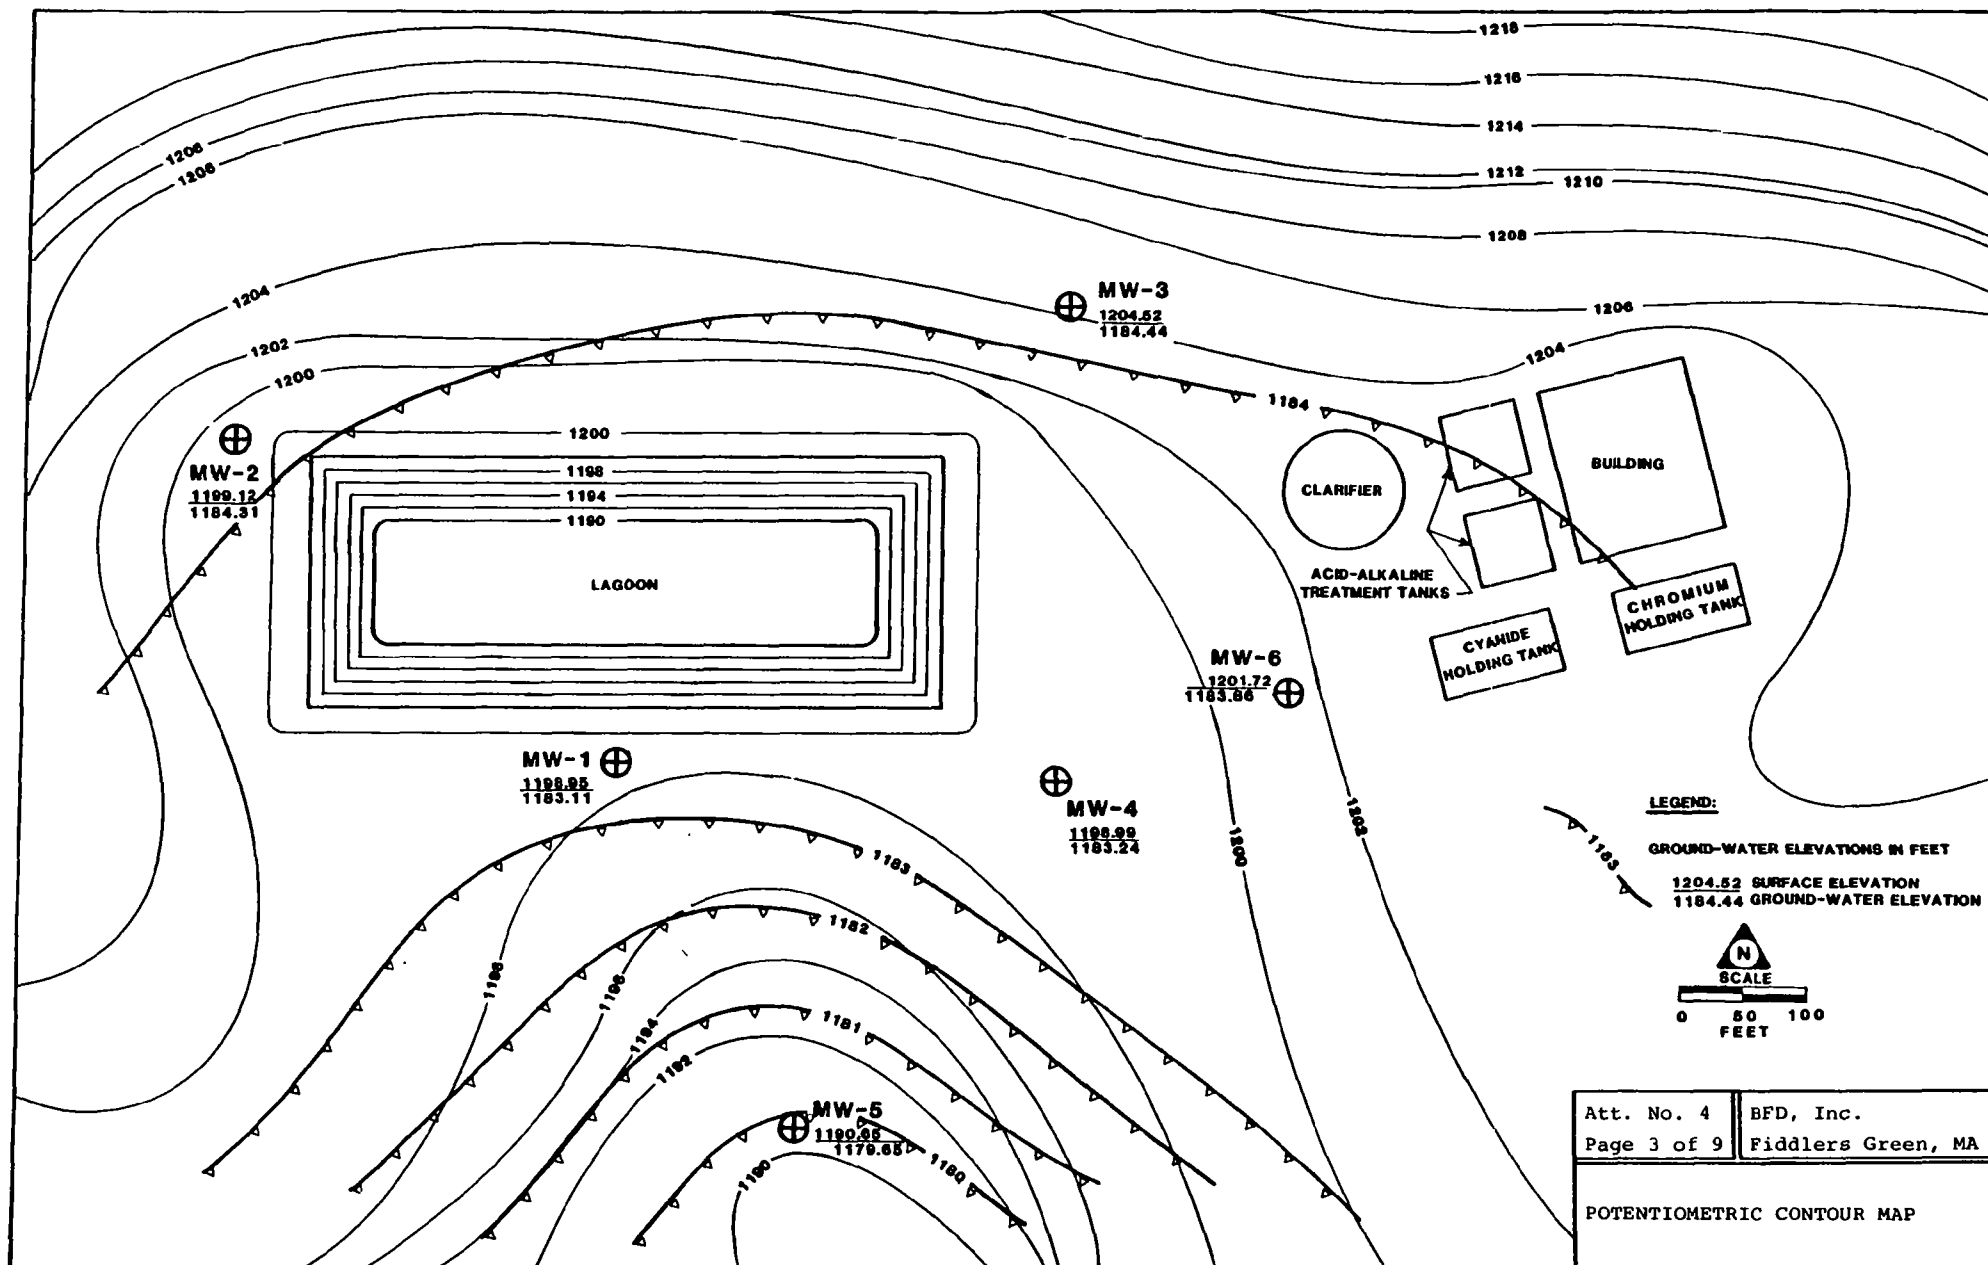 1218
1216
1214
1212
1210
1208
1206
1206
1208
1206
1204
1202
1200
1204
MW-3
1204.52
1184.44
1184
MW-2
1199.12
1184.31
1200
1198
1194
1190
LAGOON
CLARIFIER
BUILDING
ACID-ALKALINE
TREATMENT TANKS
CHROMIUM
HOLDING TANK
CYANIDE
HOLDING TANK
MW-6
1201.72
1183.86
MW-1
1198.95
1183.11
MW-4
1198.99
1183.24
1183
1182
1181
1180
1198
1196
1194
1192
1190
1200
1202
MW-5
1190.65
1179.65
LEGEND:
1183
GROUND-WATER ELEVATIONS IN FEET
1204.52 SURFACE ELEVATION
1184.44 GROUND-WATER ELEVATION
N
SCALE
0 50 100
FEET
Att. No. 4
Page 3 of 9
BFD, Inc.
Fiddlers Green, MA
POTENTIOMETRIC CONTOUR MAP